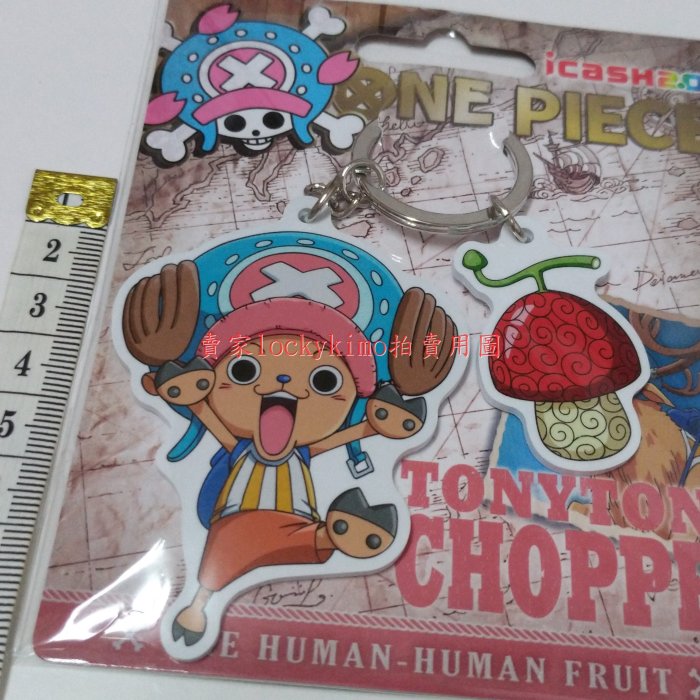 icash2.0
ONE PIECE
2
3
4
5
賣家lockykimo拍賣用圖
TONYTON
CHOPPE
E HUMAN-HUMAN FRUIT